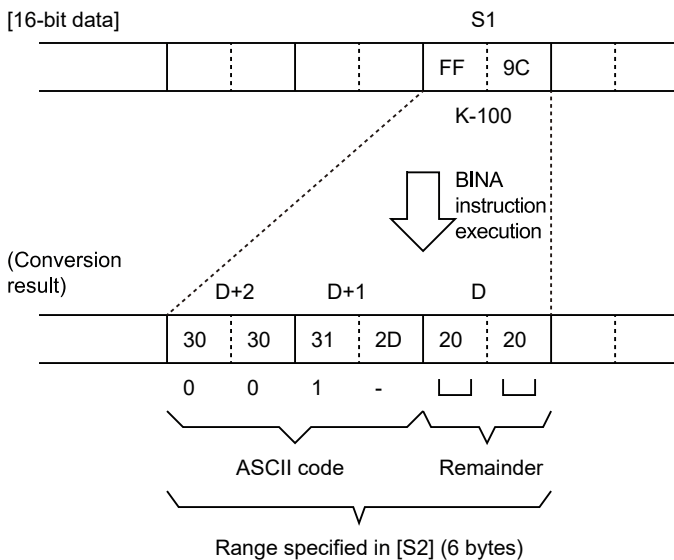 [16-bit data]
S1
FF 9C
K-100
BINA
instruction
execution
(Conversion
result)
D+2 D+1 D
30 30 31 2D 20 20
0 0 1 -
ASCII code Remainder
Range specified in [S2] (6 bytes)